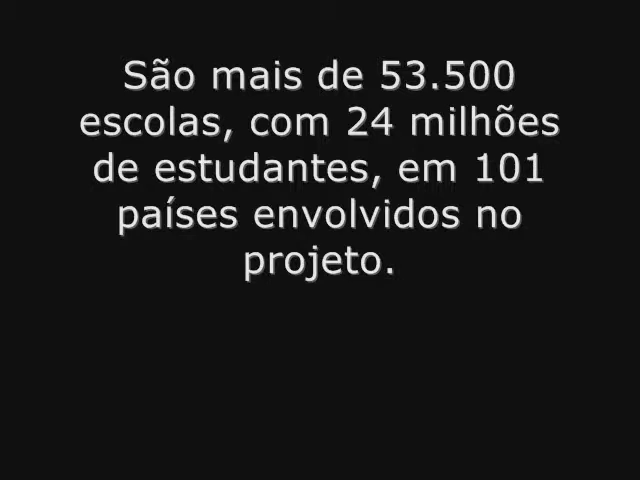 São mais de 53.500
escolas, com 24 milhões
de estudantes, em 101
países envolvidos no
projeto.